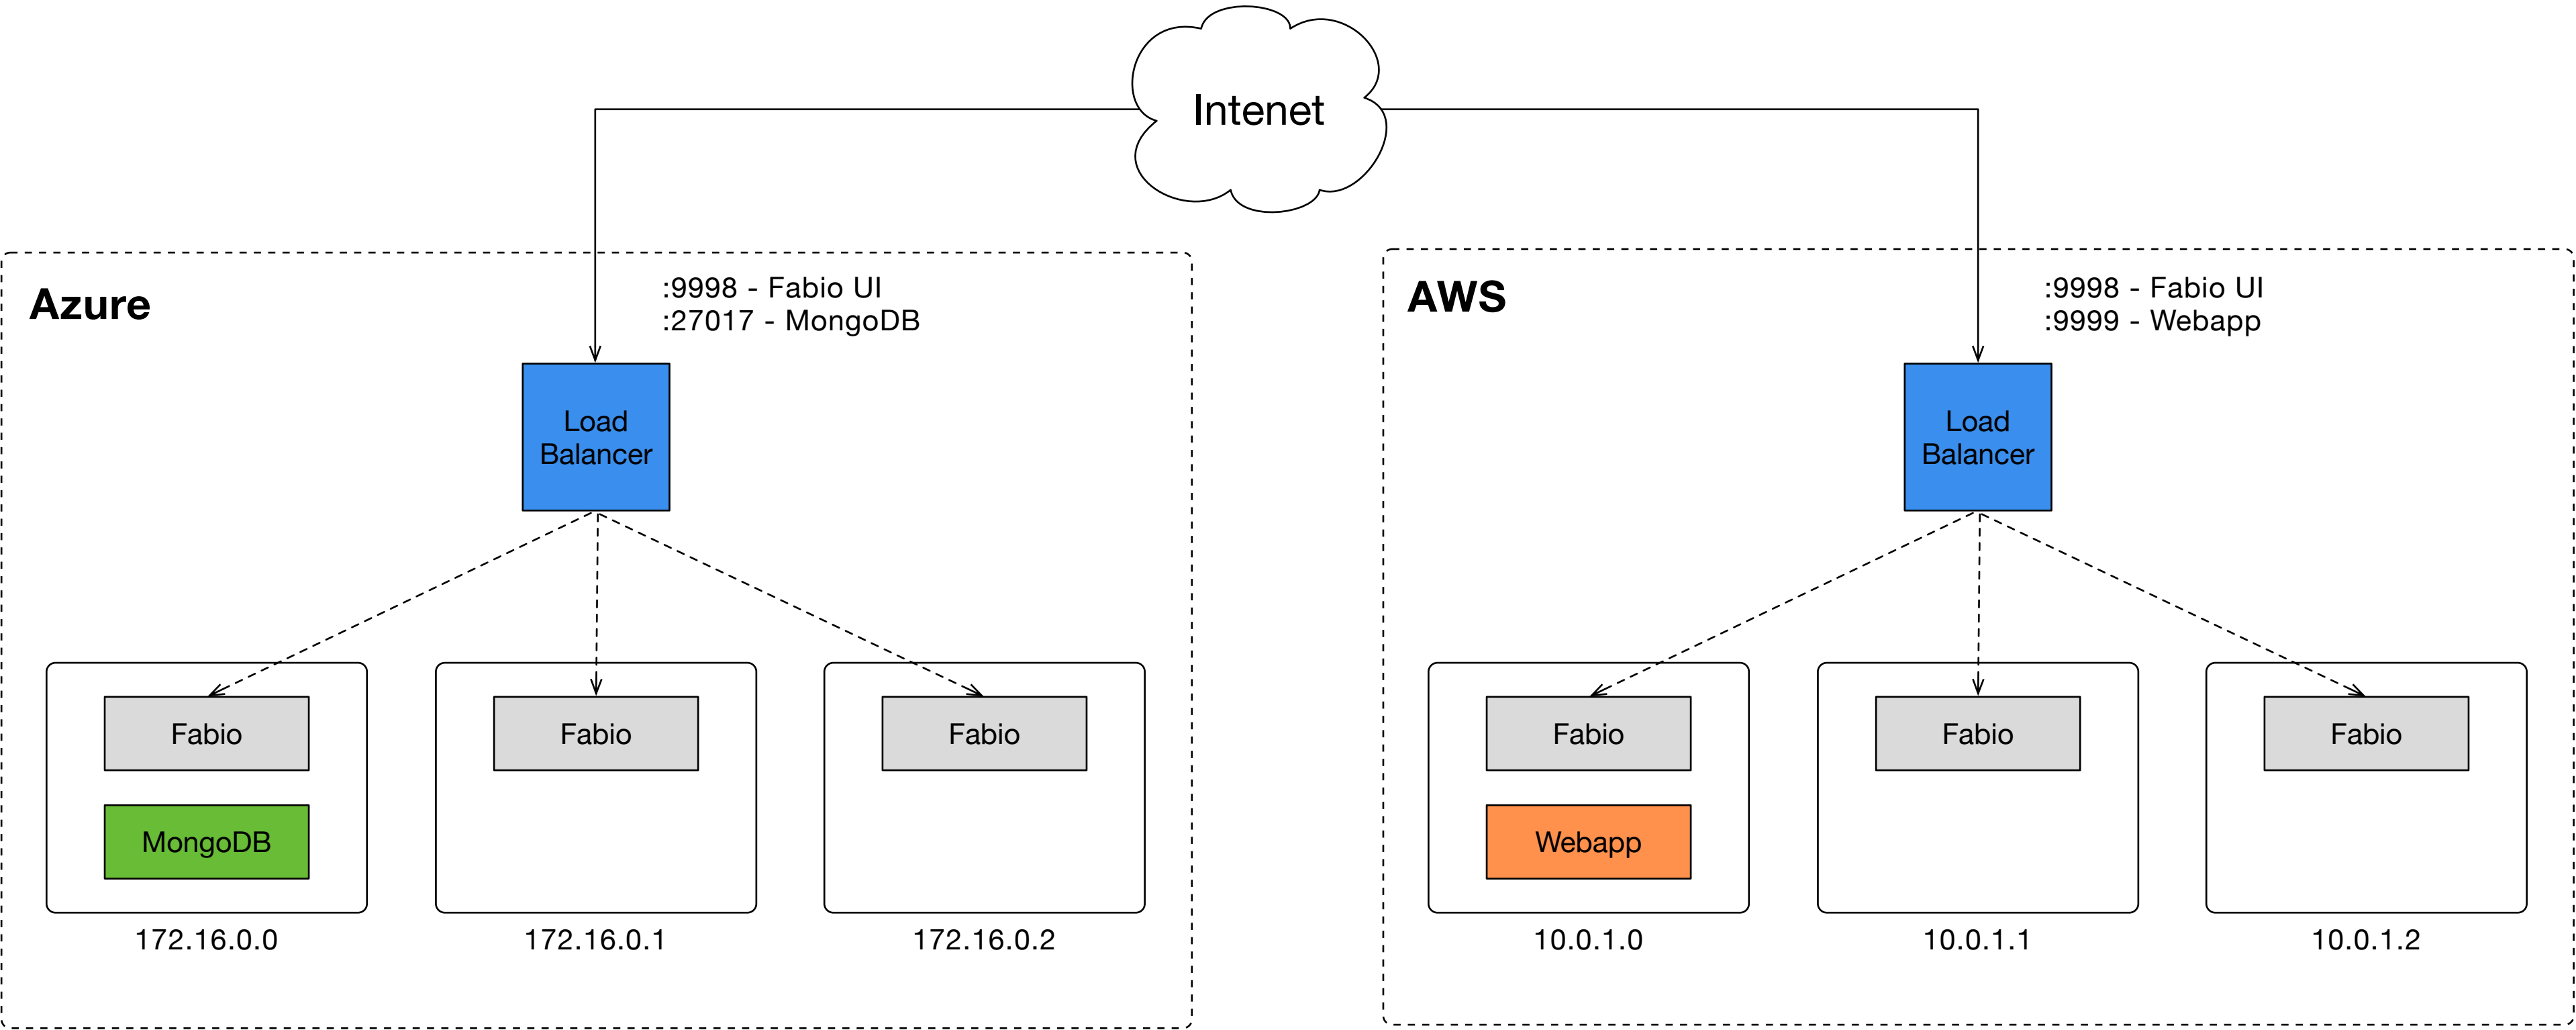 Intenet
Azure
:9998 - Fabio UI
:27017 - MongoDB
Load
Balancer
Fabio
Fabio
Fabio
MongoDB
172.16.0.0
172.16.0.1
172.16.0.2
AWS
:9998 - Fabio UI
:9999 - Webapp
Load
Balancer
Fabio
Fabio
Fabio
Webapp
10.0.1.0
10.0.1.1
10.0.1.2